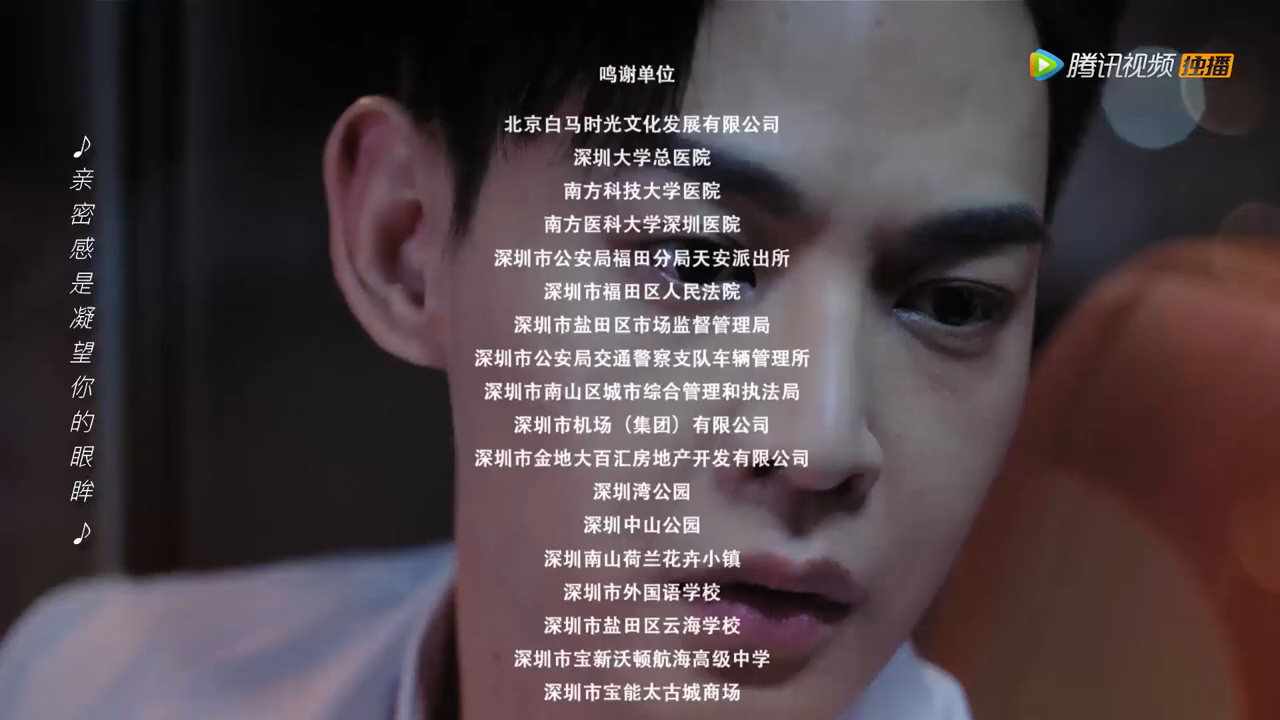 腾讯视频 独播
鸣谢单位
北京白马时光文化发展有限公司
深圳大学总医院
南方科技大学医院
南方医科大学深圳医院
深圳市公安局福田分局天安派出所
深圳市福田区人民法院
深圳市盐田区市场监督管理局
深圳市公安局交通警察支队车辆管理所
深圳市南山区城市综合管理和执法局
深圳市机场（集团）有限公司
深圳市金地大百汇房地产开发有限公司
深圳湾公园
深圳中山公园
深圳南山荷兰花卉小镇
深圳市外国语学校
深圳市盐田区云海学校
深圳市宝新沃顿航海高级中学
深圳市宝能太古城商场
♪亲密感是凝望你的眼眸♪